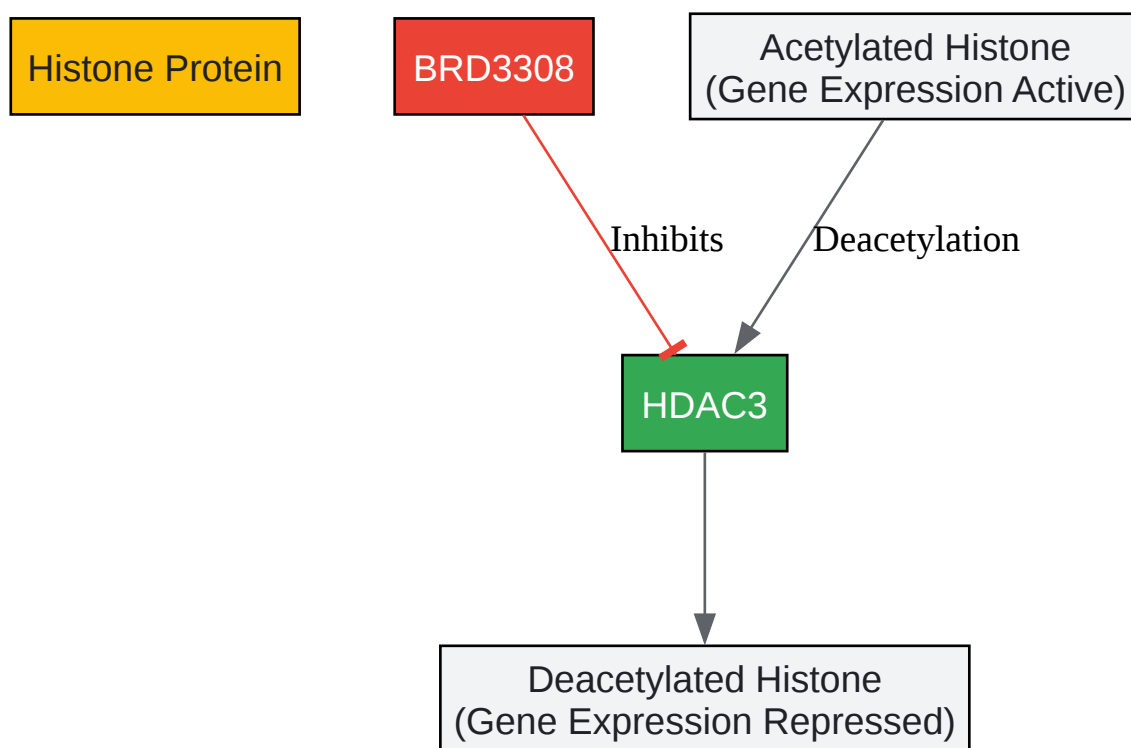 Histone Protein
BRD3308
Acetylated Histone
(Gene Expression Active)
Inhibits
Deacetylation
HDAC3
Deacetylated Histone
(Gene Expression Repressed)